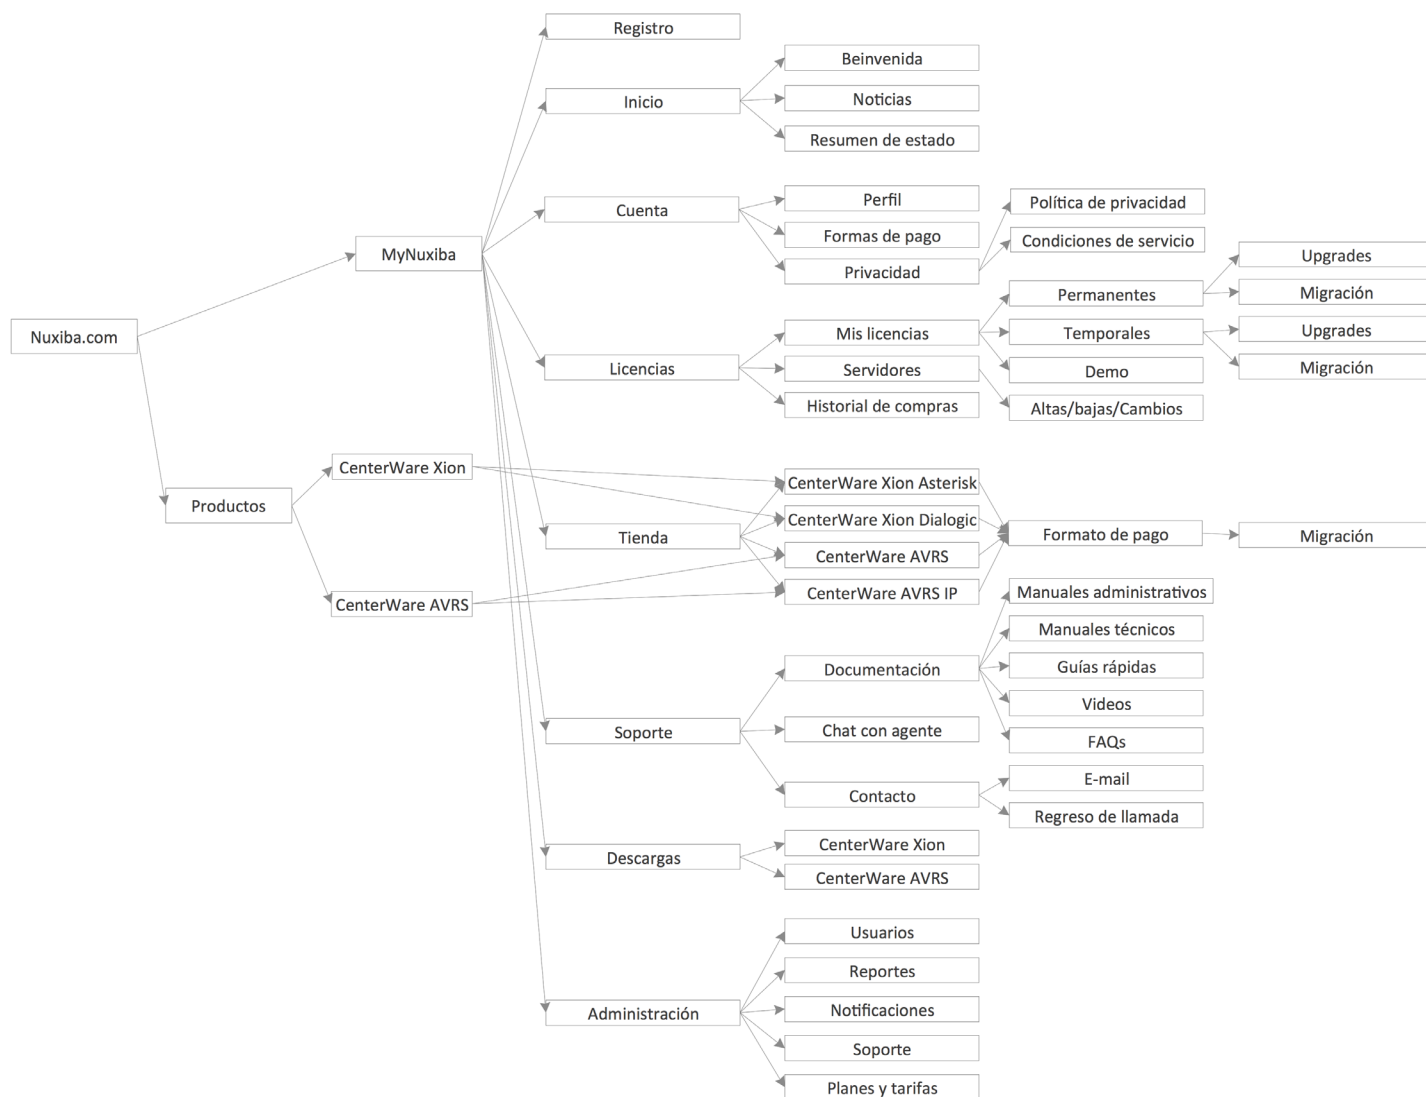 Registro
Beinvenida
Inicio
Noticias
Resumen de estado
Perfil
Política de privacidad
Cuenta
Formas de pago
Condiciones de servicio
MyNuxiba
Privacidad
Upgrades
Permanentes
Migración
Nuxiba.com
Mis licencias
Temporales
Upgrades
Licencias
Servidores
Demo
Migración
Historial de compras
Altas/bajas/Cambios
CenterWare Xion
CenterWare Xion Asterisk
Productos
CenterWare Xion Dialogic
Tienda
Formato de pago
Migración
CenterWare AVRS
CenterWare AVRS
CenterWare AVRS IP
Manuales administrativos
Manuales técnicos
Documentación
Guías rápidas
Videos
Soporte
Chat con agente
FAQs
E-mail
Contacto
Regreso de llamada
CenterWare Xion
Descargas
CenterWare AVRS
Usuarios
Reportes
Administración
Notificaciones
Soporte
Planes y tarifas